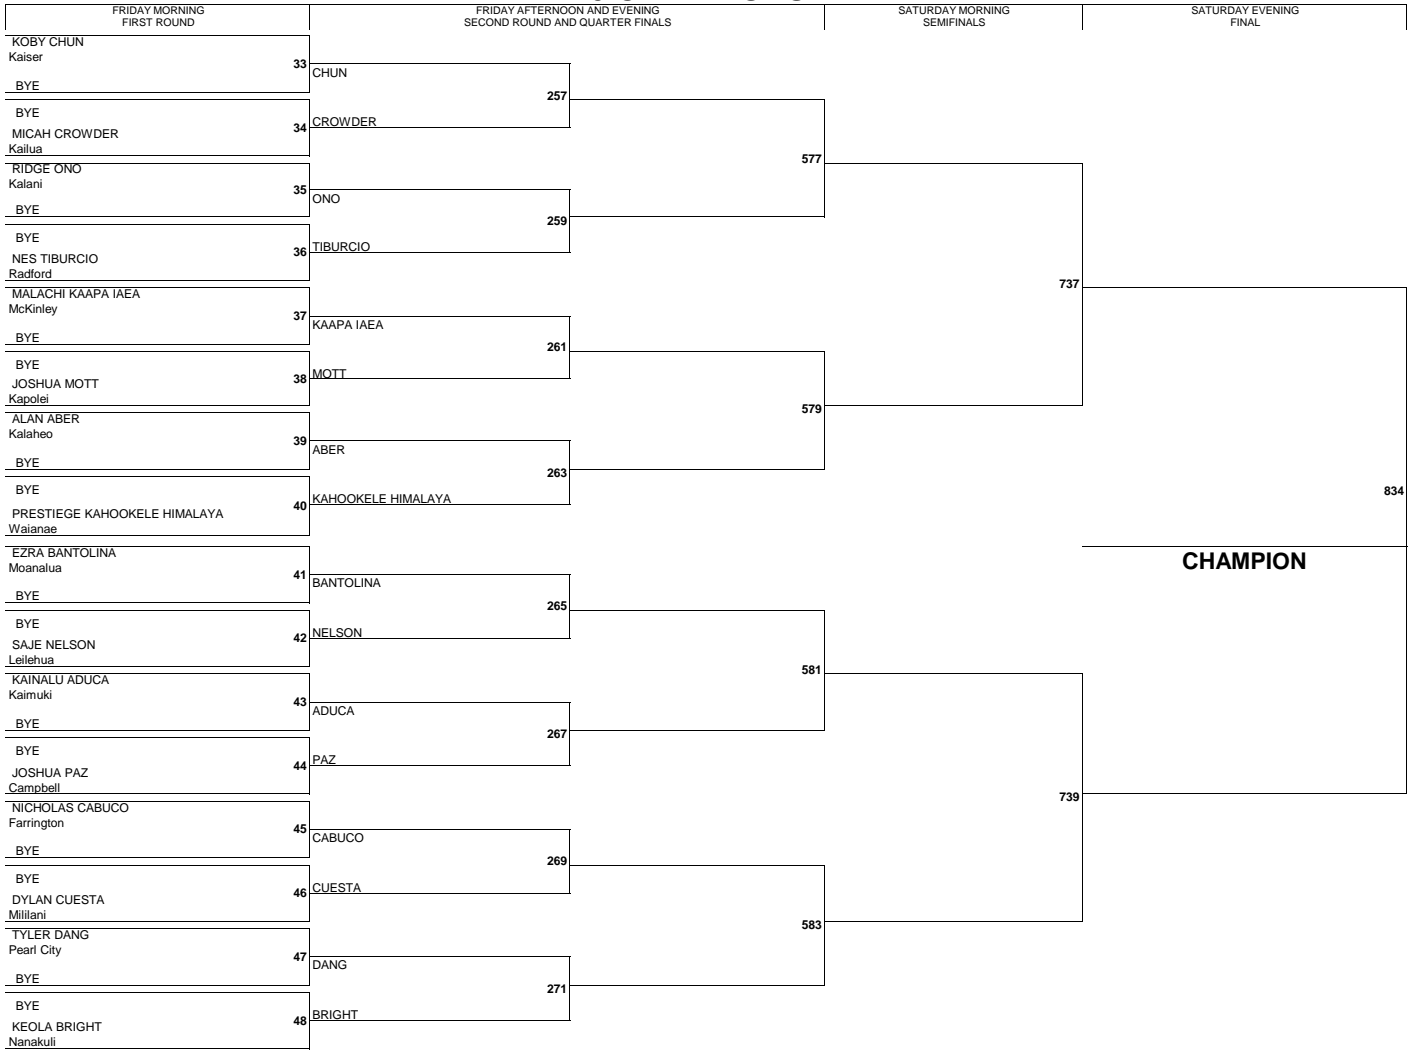 FRIDAY MORNING
FIRST ROUND
FRIDAY AFTERNOON AND EVENING
SECOND ROUND AND QUARTER FINALS
SATURDAY MORNING
SEMIFINALS
SATURDAY EVENING
FINAL
KOBY CHUN
Kaiser
33
BYE
CHUN
257
BYE
MICAH CROWDER
34
Kailua
CROWDER
577
RIDGE ONO
Kalani
35
BYE
ONO
259
BYE
NES TIBURCIO
36
Radford
TIBURCIO
737
MALACHI KAAPA IAEA
McKinley
37
BYE
KAAPA IAEA
261
BYE
JOSHUA MOTT
38
Kapolei
MOTT
579
ALAN ABER
Kalaheo
39
BYE
ABER
263
BYE
PRESTIEGE KAHOOKELE HIMALAYA
40
Waianae
KAHOOKELE HIMALAYA
834
CHAMPION
EZRA BANTOLINA
Moanalua
41
BYE
BANTOLINA
265
BYE
SAJE NELSON
42
Leilehua
NELSON
581
KAINALU ADUCA
Kaimuki
43
BYE
ADUCA
267
BYE
JOSHUA PAZ
44
Campbell
PAZ
739
NICHOLAS CABUCO
Farrington
45
BYE
CABUCO
269
BYE
DYLAN CUESTA
46
Mililani
CUESTA
583
TYLER DANG
Pearl City
47
BYE
DANG
271
BYE
KEOLA BRIGHT
48
Nanakuli
BRIGHT